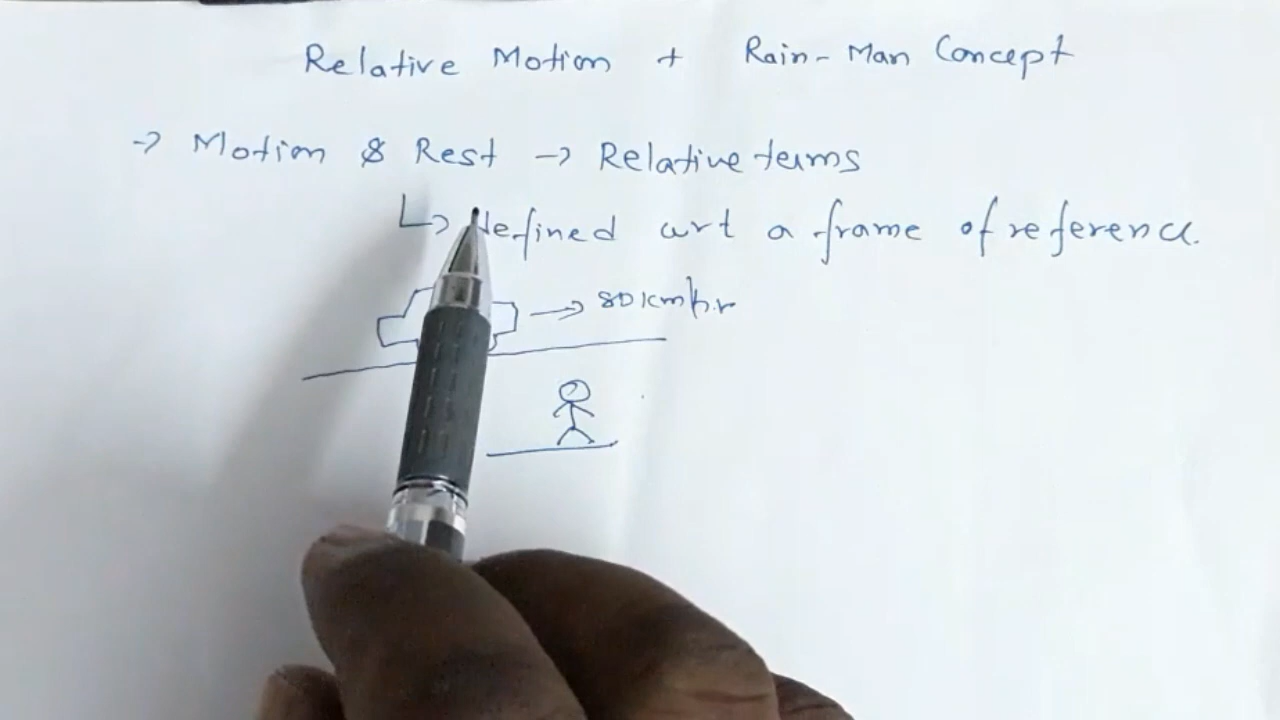 Relative Motion + Rain-Man Concept
→ Motion & Rest → Relative terms
↳ defined wrt a frame of reference.
→ 80 km/hr